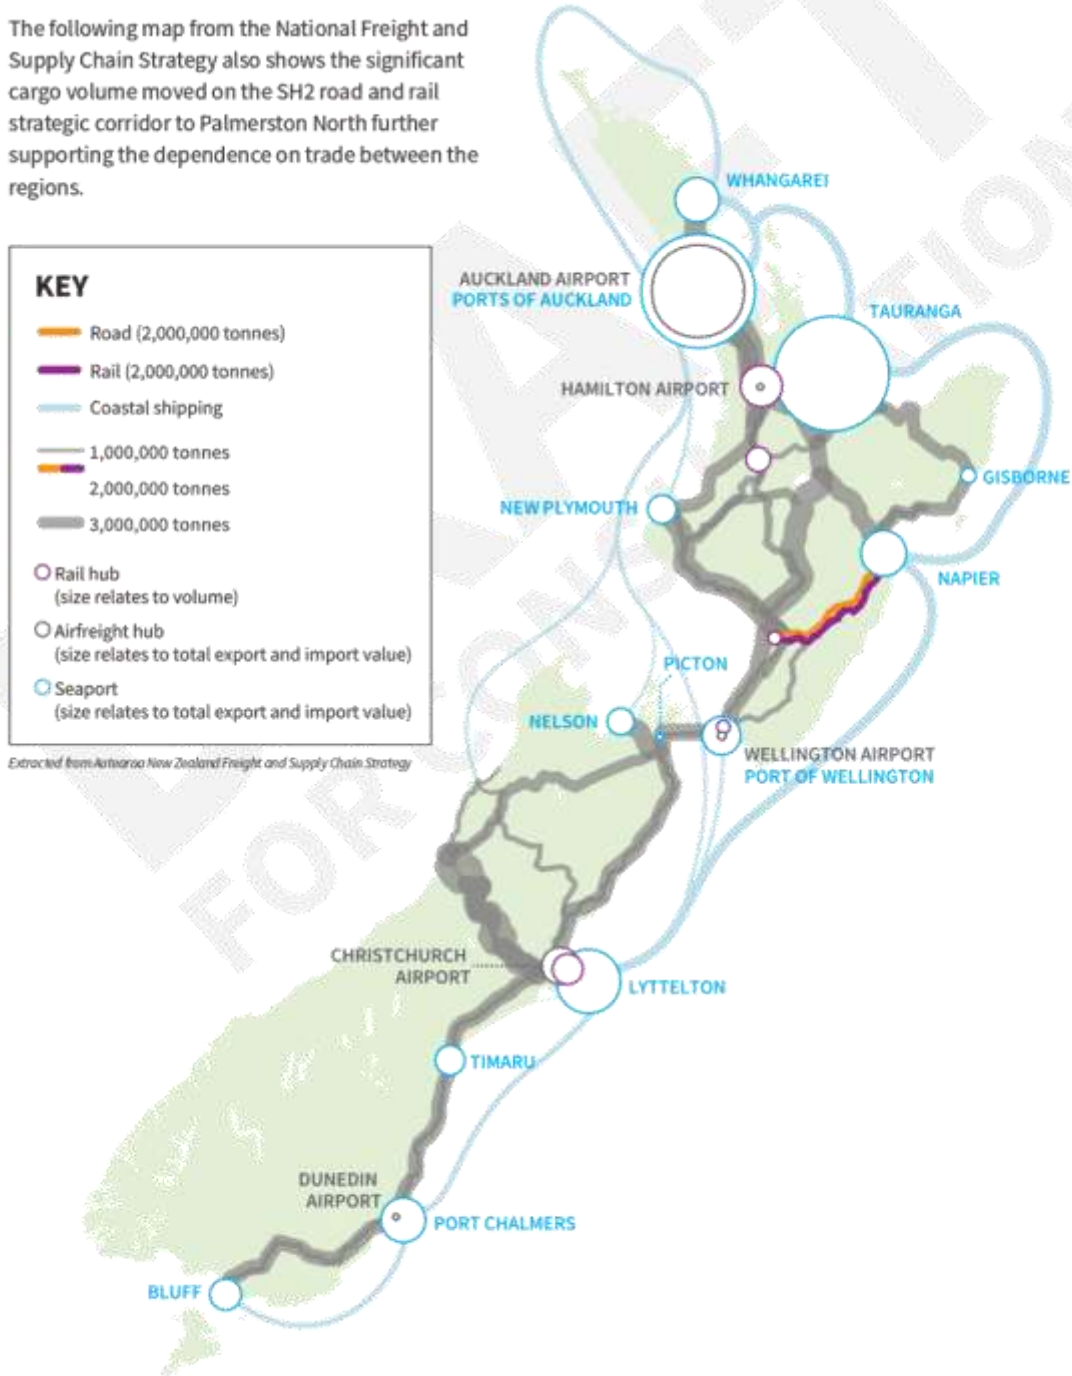 The following map from the National Freight and
Supply Chain Strategy also shows the significant
cargo volume moved on the SH2 road and rail
strategic corridor to Palmerston North further
supporting the dependence on trade between the
regions.
KEY
Road (2,000,000 tonnes)
Rail (2,000,000 tonnes)
Coastal shipping
1,000,000 tonnes
2,000,000 tonnes
3,000,000 tonnes
Rail hub
(size relates to volume)
Airfreight hub
(size relates to total export and import value)
Seaport
(size relates to total export and import value)
Extracted from Aotearoa New Zealand Freight and Supply Chain Strategy
WHANGAREI
AUCKLAND AIRPORT
PORTS OF AUCKLAND
TAURANGA
HAMILTON AIRPORT
GISBORNE
NEW PLYMOUTH
NAPIER
PICTON
NELSON
WELLINGTON AIRPORT
PORT OF WELLINGTON
CHRISTCHURCH
AIRPORT
LYTTELTON
TIMARU
DUNEDIN
AIRPORT
PORT CHALMERS
BLUFF